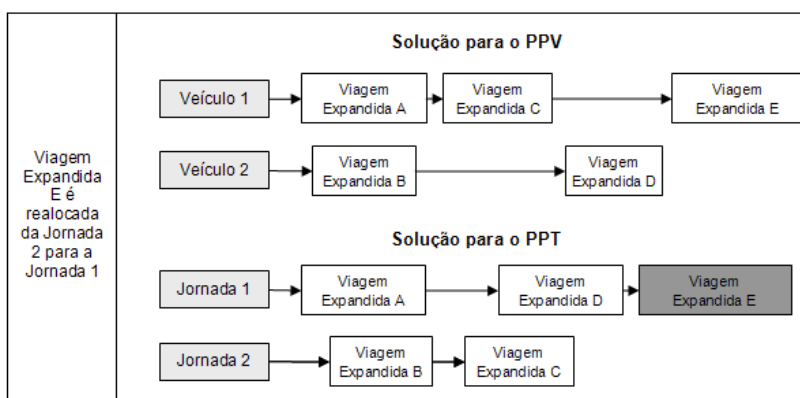 Viagem
Expandida
E é
realocada
da Jornada
2 para a
Jornada 1
Solução para o PPV
Veículo 1
Viagem
Expandida A
Viagem
Expandida C
Viagem
Expandida E
Veículo 2
Viagem
Expandida B
Viagem
Expandida D
Solução para o PPT
Jornada 1
Viagem
Expandida A
Viagem
Expandida D
Viagem
Expandida E
Jornada 2
Viagem
Expandida B
Viagem
Expandida C